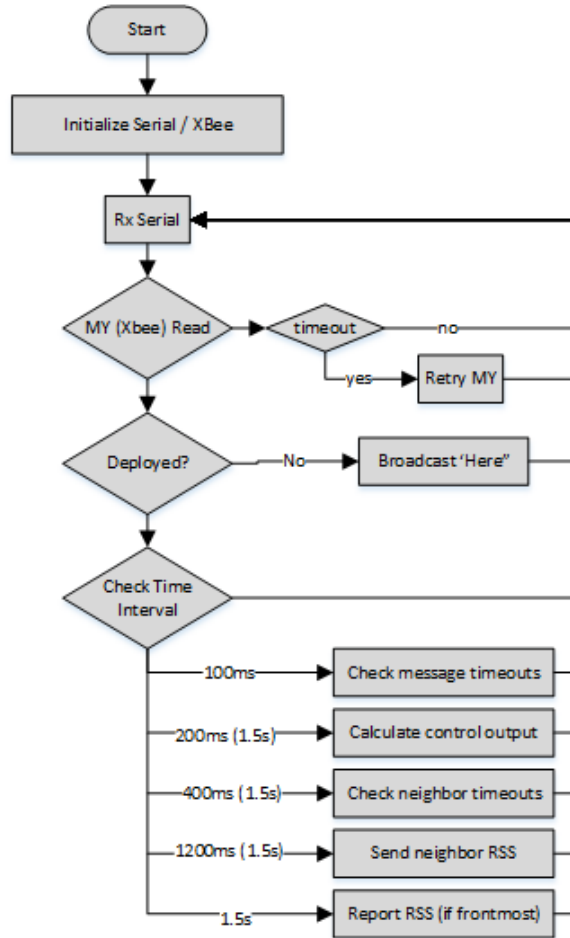 Start
Initialize Serial / XBee
Rx Serial
MY (Xbee) Read
timeout
no
yes
Retry MY
Deployed?
No
Broadcast ‘Here”
Check Time
Interval
100ms
Check message timeouts
200ms (1.5s)
Calculate control output
400ms (1.5s)
Check neighbor timeouts
1200ms (1.5s)
Send neighbor RSS
1.5s
Report RSS (if frontmost)